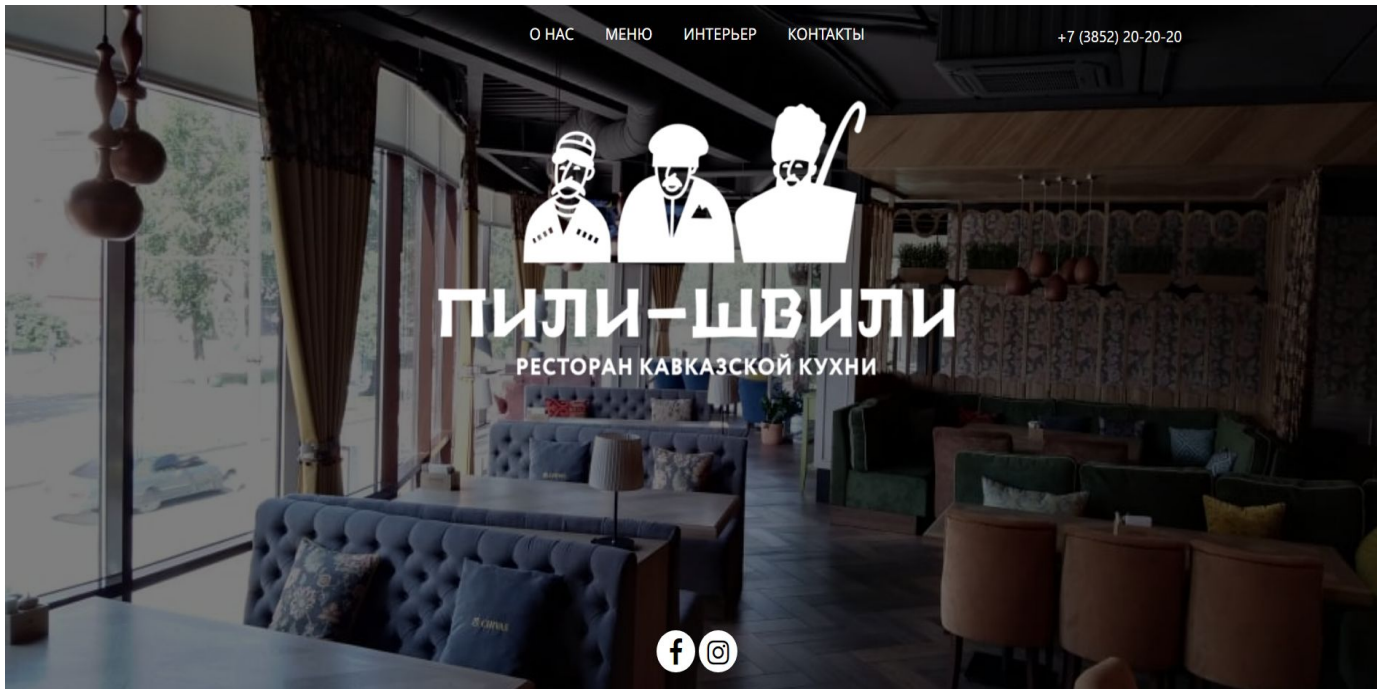 О НАС МЕНЮ ИНТЕРЬЕР КОНТАКТЫ +7 (3852) 20-20-20
ПИЛИ-ШВИЛИ
РЕСТОРАН КАВКАЗСКОЙ КУХНИ